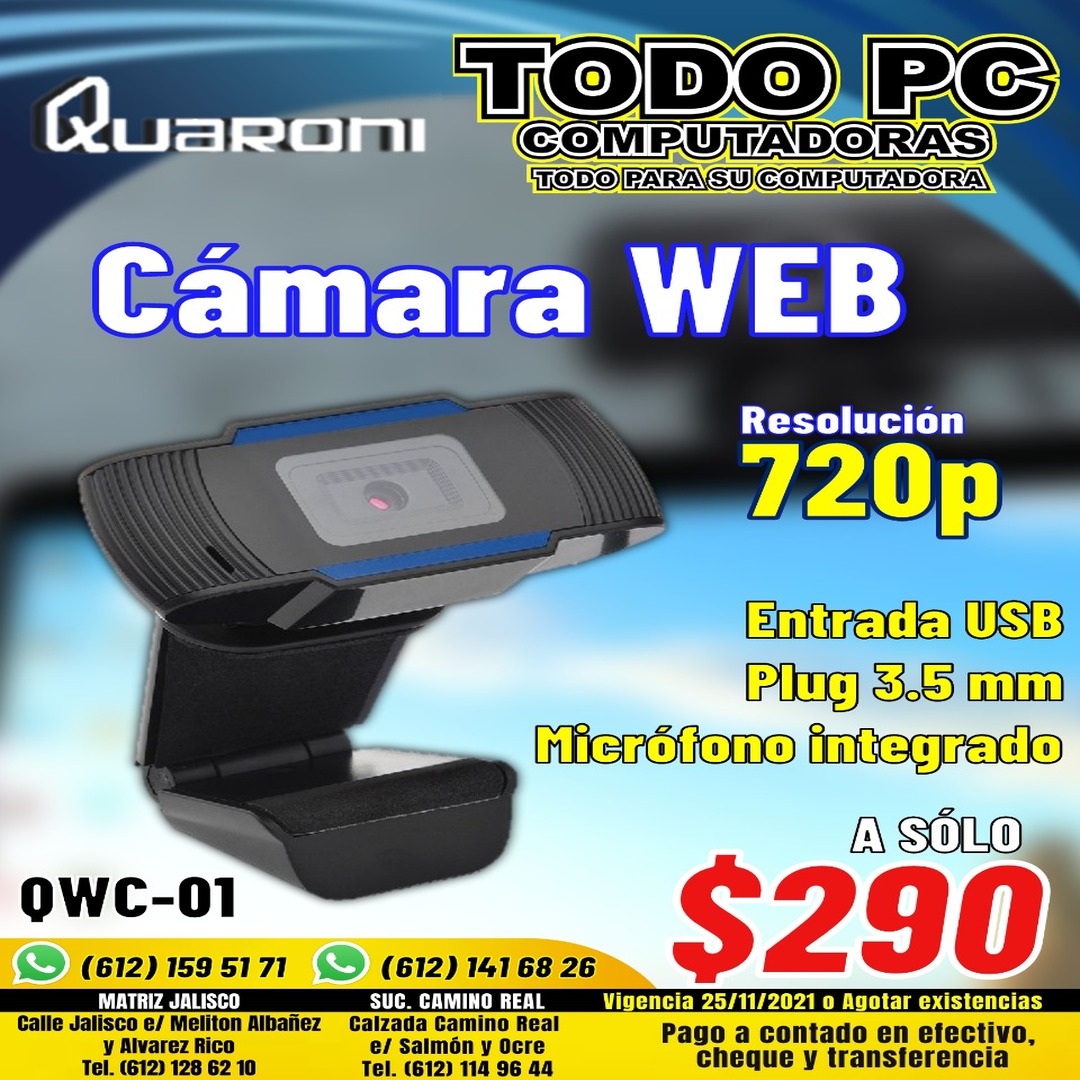 QUARONI
TODO PC
COMPUTADORAS
TODO PARA SU COMPUTADORA
Cámara WEB
Resolución
720p
Entrada USB
Plug 3.5 mm
Micrófono integrado
A SÓLO
$290
QWC-01
(612) 159 51 71
(612) 141 68 26
MATRIZ JALISCO
Calle Jalisco e/ Meliton Albañez
y Alvarez Rico
Tel. (612) 128 62 10
SUC. CAMINO REAL
Calzada Camino Real
e/ Salmón y Ocre
Tel. (612) 114 96 44
Vigencia 25/11/2021 o Agotar existencias
Pago a contado en efectivo,
cheque y transferencia